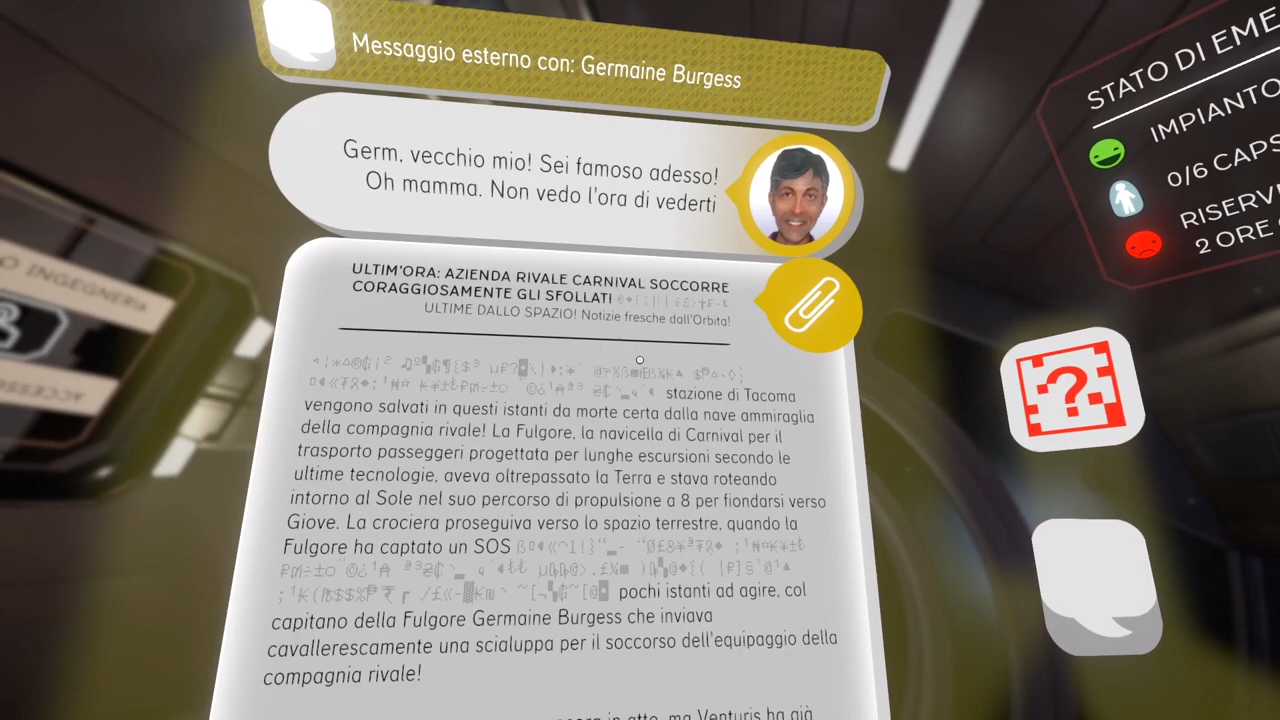 Messaggio esterno con: Germaine Burgess
Germ, vecchio mio! Sei famoso adesso!
Oh mamma. Non vedo l'ora di vederti
ULTIM'ORA: AZIENDA RIVALE CARNIVAL SOCCORRE
CORAGGIOSAMENTE GLI SFOLLATI
ULTIME DALLO SPAZIO! Notizie fresche dall'Orbita!
stazione di Tacoma
vengono salvati in questi istanti da morte certa dalla nave ammiraglia
della compagnia rivale! La Fulgore, la navicella di Carnival per il
trasporto passeggeri progettata per lunghe escursioni secondo le
ultime tecnologie, aveva oltrepassato la Terra e stava roteando
intorno al Sole nel suo percorso di propulsione a 8 per fiondarsi verso
Giove. La crociera proseguiva verso lo spazio terrestre, quando la
Fulgore ha captato un SOS
pochi istanti ad agire, col
capitano della Fulgore Germaine Burgess che inviava
cavallerescamente una scialuppa per il soccorso dell'equipaggio della
compagnia rivale!
in atto, ma Venturis ha già
STATO DI EME
IMPIANTO
0/6 CAPS
RISERV
2 ORE
?
INGEGNERIA